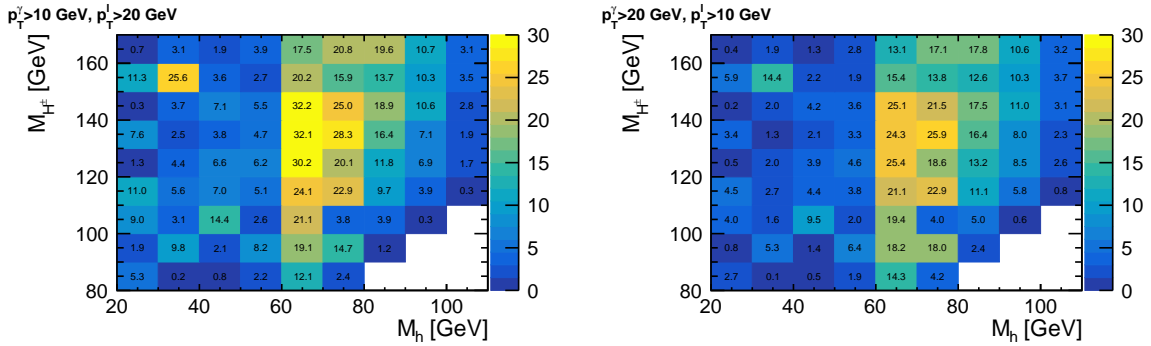 p_T^γ>10 GeV, p_T^l>20 GeV
M_H± [GeV]
160
140
120
100
80
0.7 3.1 1.9 3.9 17.5 20.8 19.6 10.7 3.1
11.3 25.6 3.6 2.7 20.2 15.9 13.7 10.3 3.5
0.3 3.7 7.1 5.5 32.2 25.0 18.9 10.6 2.8
7.6 2.5 3.8 4.7 32.1 28.3 16.4 7.1 1.9
1.3 4.4 6.6 6.2 30.2 20.1 11.8 6.9 1.7
11.0 5.6 7.0 5.1 24.1 22.9 9.7 3.9 0.3
9.0 3.1 14.4 2.6 21.1 3.8 3.9 0.3
1.9 9.8 2.1 8.2 19.1 14.7 1.2
5.3 0.2 0.8 2.2 12.1 2.4
20 40 60 80 100
M_h [GeV]
30
25
20
15
10
5
0
p_T^γ>20 GeV, p_T^l>10 GeV
M_H± [GeV]
160
140
120
100
80
0.4 1.9 1.3 2.8 13.1 17.1 17.8 10.6 3.2
5.9 14.4 2.2 1.9 15.4 13.8 12.6 10.3 3.7
0.2 2.0 4.2 3.6 25.1 21.5 17.5 11.0 3.1
3.4 1.3 2.1 3.3 24.3 25.9 16.4 8.0 2.3
0.5 2.0 3.9 4.6 25.4 18.6 13.2 8.5 2.6
4.5 2.7 4.4 3.8 21.1 22.9 11.1 5.8 0.8
4.0 1.6 9.5 2.0 19.4 4.0 5.0 0.6
0.8 5.3 1.4 6.4 18.2 18.0 2.4
2.7 0.1 0.5 1.9 14.3 4.2
20 40 60 80 100
M_h [GeV]
30
25
20
15
10
5
0